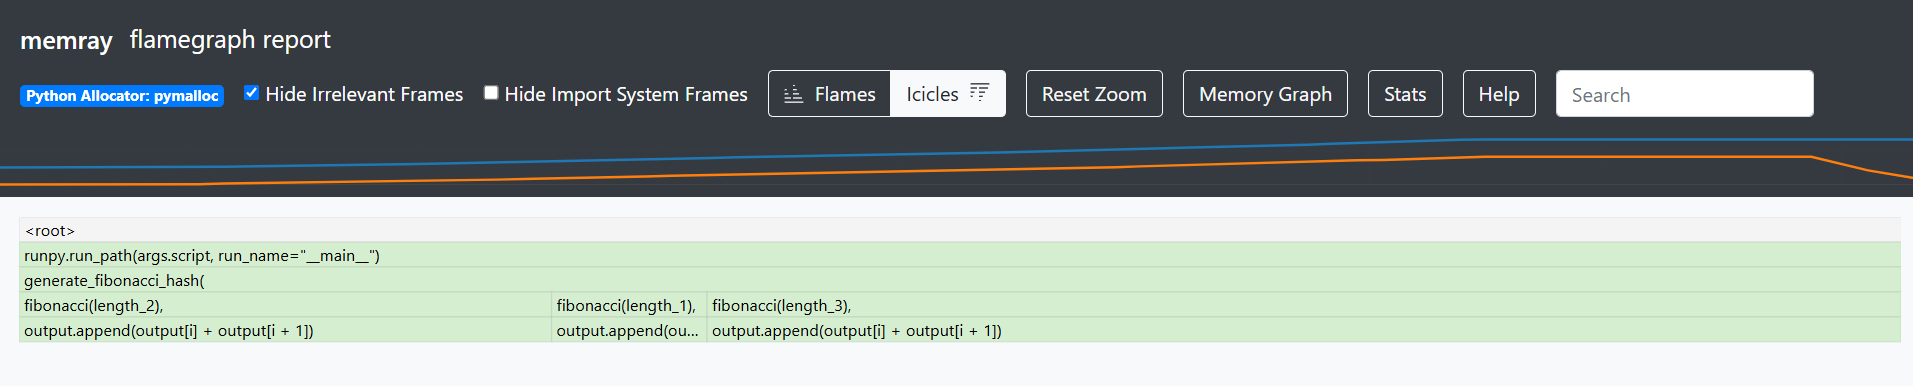 memray flamegraph report
Python Allocator: pymalloc Hide Irrelevant Frames Hide Import System Frames Flames Icicles Reset Zoom Memory Graph Stats Help Search
<root>
runpy.run_path(args.script, run_name="__main__")
generate_fibonacci_hash(
fibonacci(length_2), fibonacci(length_1), fibonacci(length_3),
output.append(output[i] + output[i + 1]) output.append(ou... output.append(output[i] + output[i + 1])